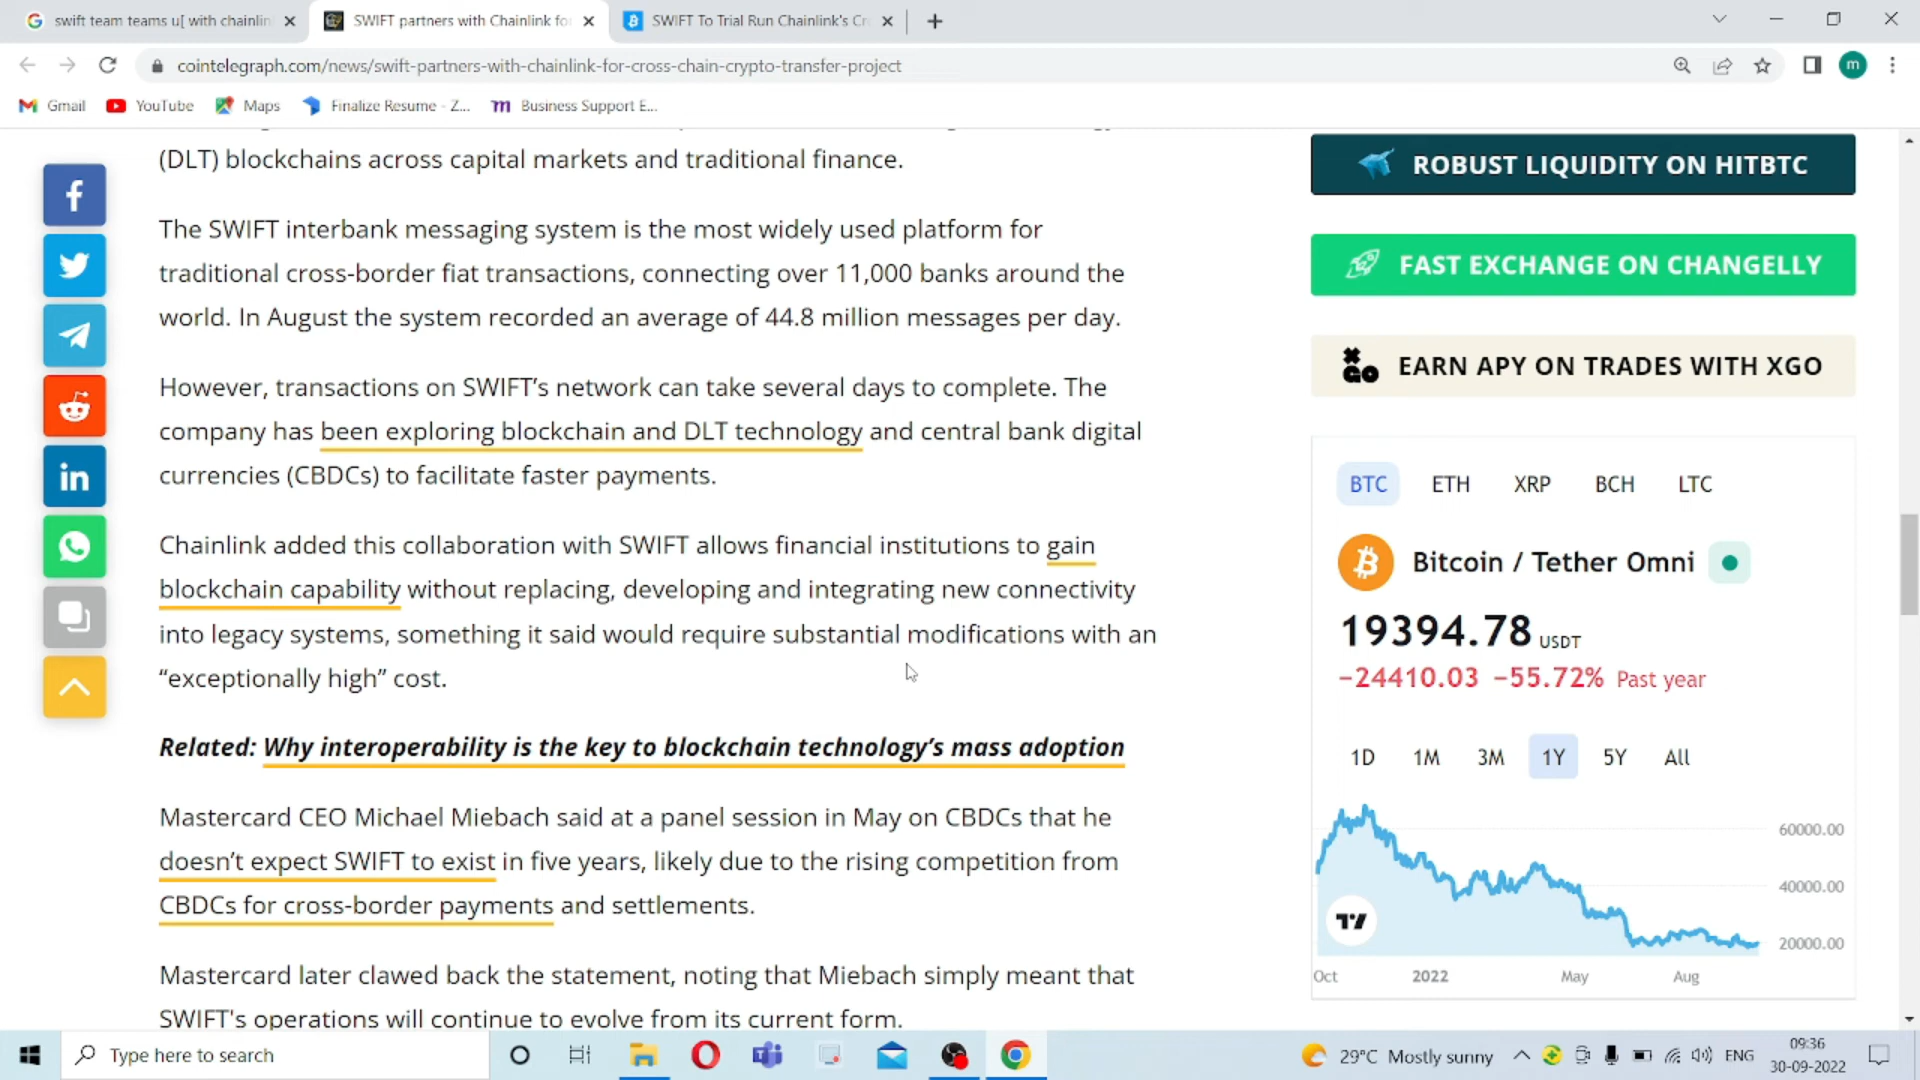 swift team teams u[ with chainlin
SWIFT partners with Chainlink fo
SWIFT To Trial Run Chainlink's Cr
cointelegraph.com/news/swift-partners-with-chainlink-for-cross-chain-crypto-transfer-project
m
Gmail
YouTube
Maps
Finalize Resume - Z...
Business Support E...
(DLT) blockchains across capital markets and traditional finance.
The SWIFT interbank messaging system is the most widely used platform for
traditional cross-border fiat transactions, connecting over 11,000 banks around the
world. In August the system recorded an average of 44.8 million messages per day.
However, transactions on SWIFT’s network can take several days to complete. The
company has been exploring blockchain and DLT technology and central bank digital
currencies (CBDCs) to facilitate faster payments.
Chainlink added this collaboration with SWIFT allows financial institutions to gain
blockchain capability without replacing, developing and integrating new connectivity
into legacy systems, something it said would require substantial modifications with an
“exceptionally high” cost.
Related: Why interoperability is the key to blockchain technology’s mass adoption
Mastercard CEO Michael Miebach said at a panel session in May on CBDCs that he
doesn’t expect SWIFT to exist in five years, likely due to the rising competition from
CBDCs for cross-border payments and settlements.
Mastercard later clawed back the statement, noting that Miebach simply meant that
SWIFT's operations will continue to evolve from its current form.
ROBUST LIQUIDITY ON HITBTC
FAST EXCHANGE ON CHANGELLY
XGO EARN APY ON TRADES WITH XGO
BTC ETH XRP BCH LTC
Bitcoin / Tether Omni
19394.78 USDT
−24410.03 −55.72% Past year
1D 1M 3M 1Y 5Y All
60000.00
40000.00
20000.00
Oct 2022 May Aug
Type here to search
29°C Mostly sunny
ENG
09:36
30-09-2022